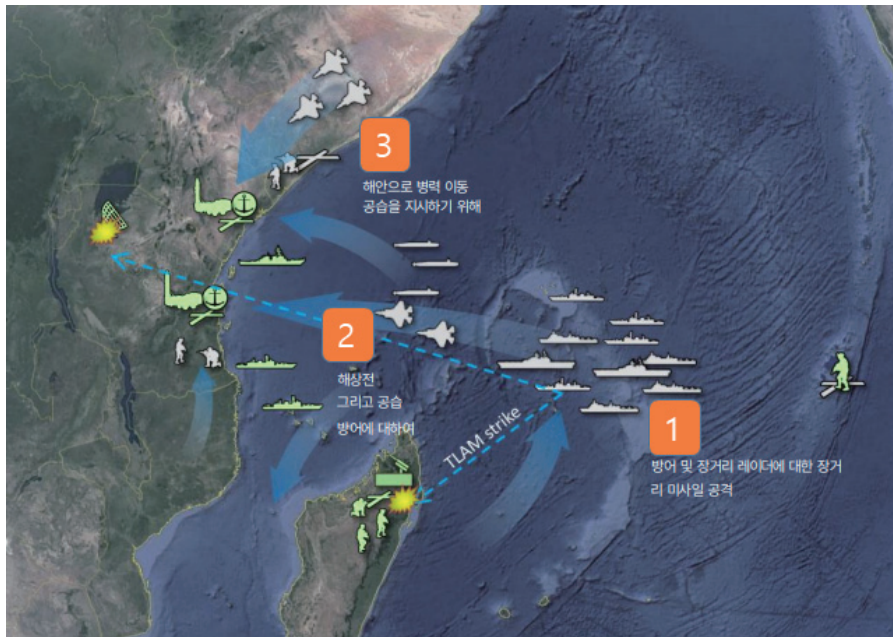 3
해안으로 병력 이동
공습을 지시하기 위해
2
해상전
그리고 공습
방어에 대하여
TLAM strike
1
방어 및 장거리 레이더에 대한 장거
리 미사일 공격